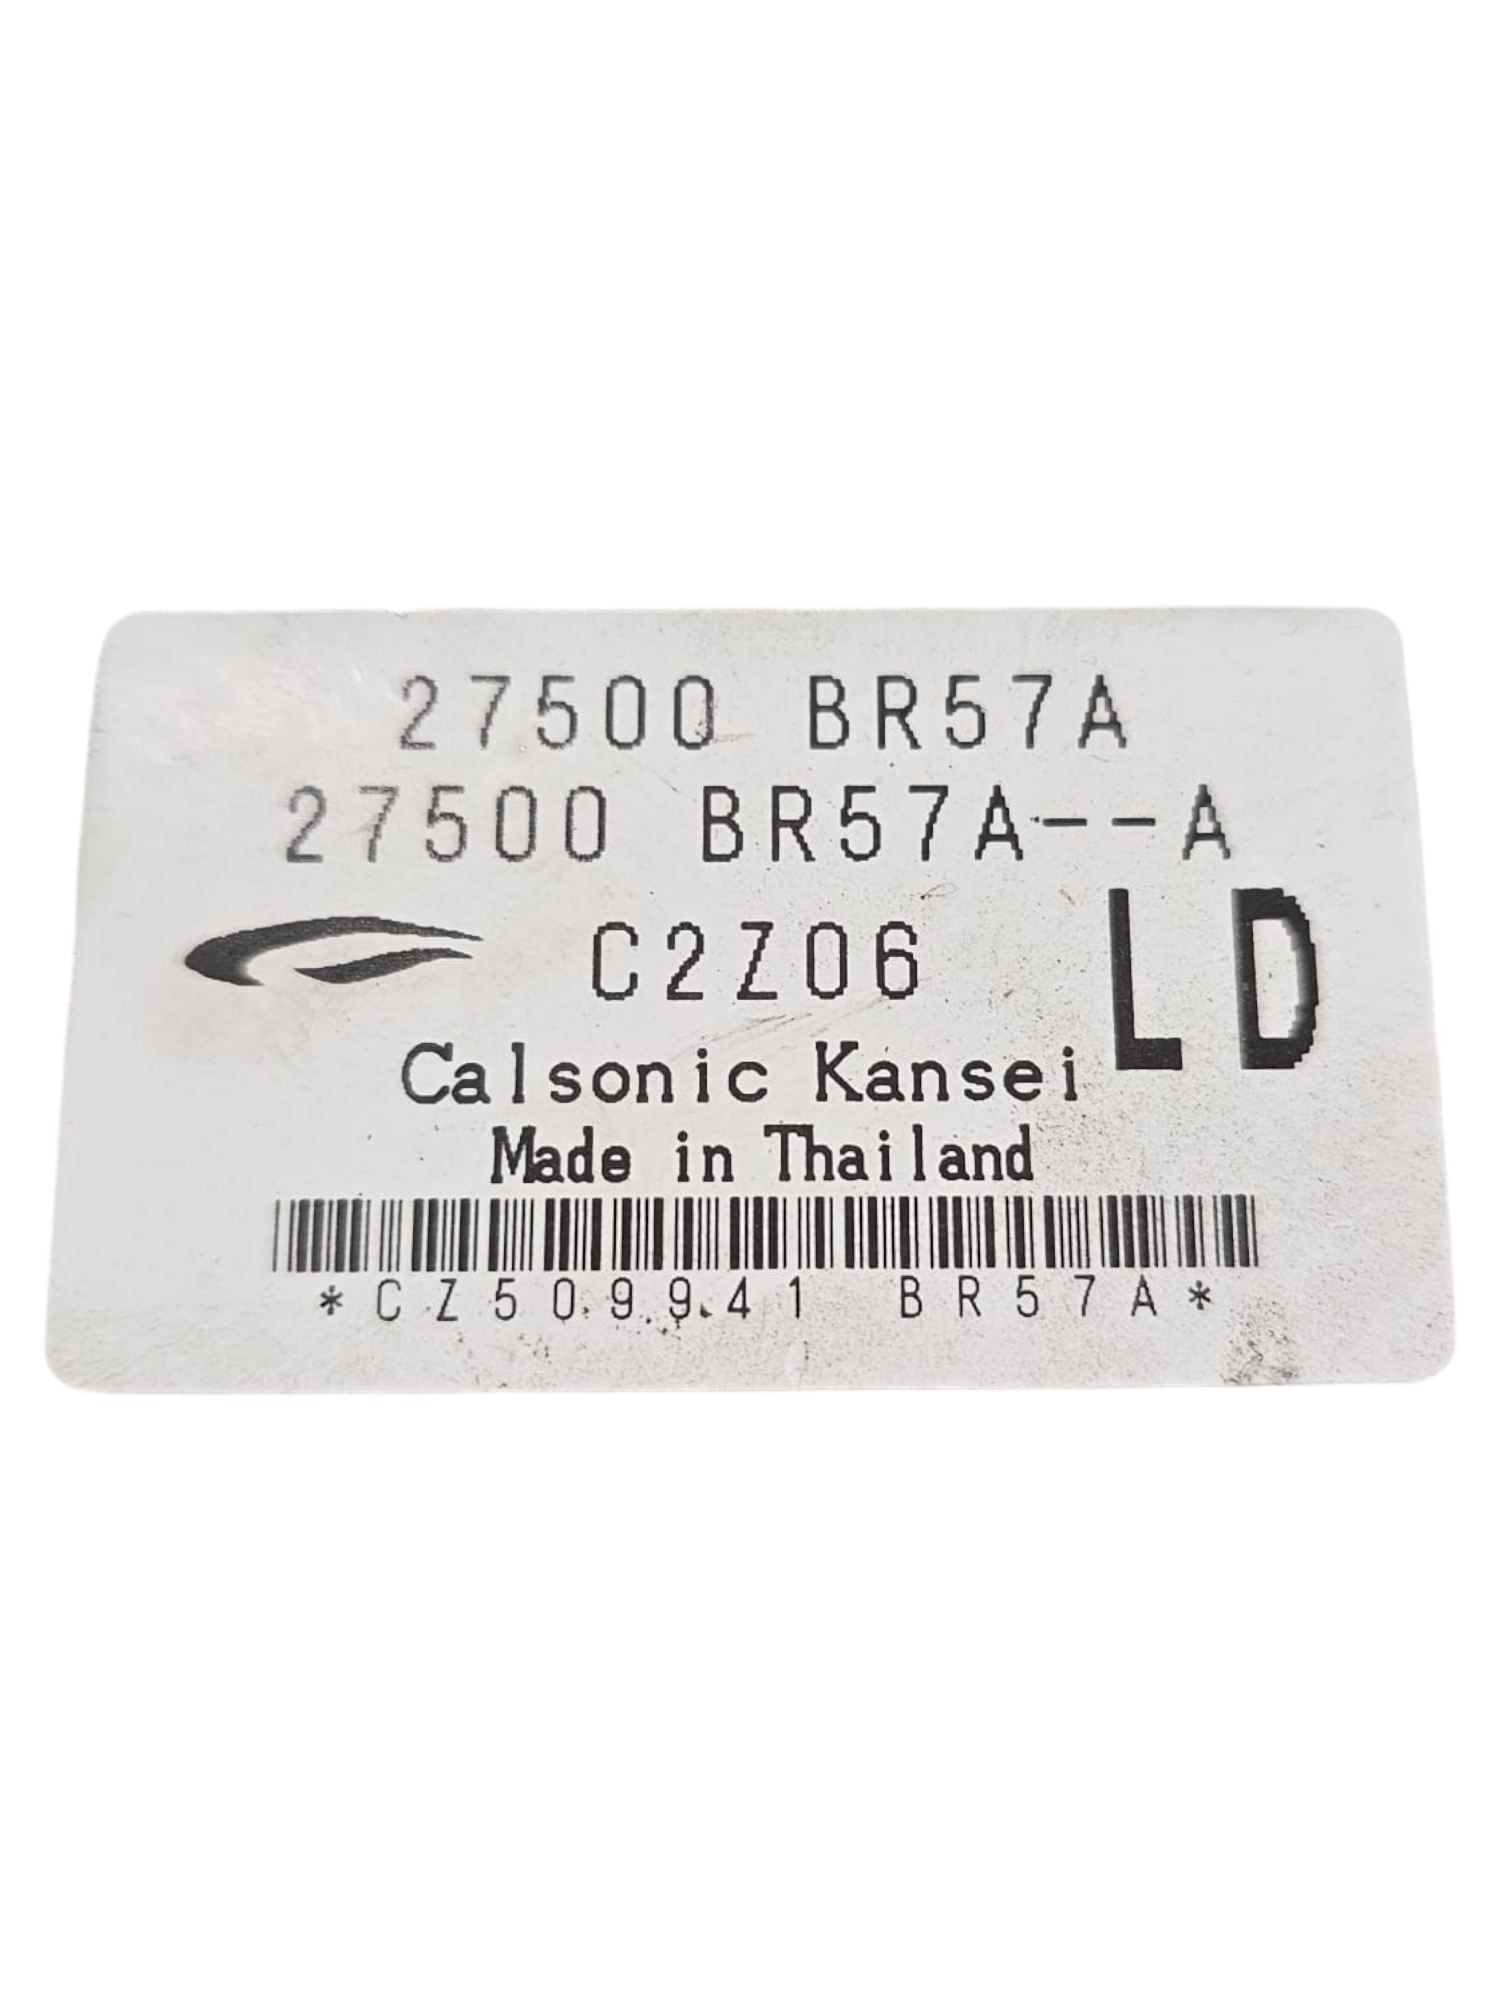 27500 BR57A
27500 BR57A--A
C2Z06 LD
Calsonic Kansei
Made in Thailand
*CZ509941 BR57A*